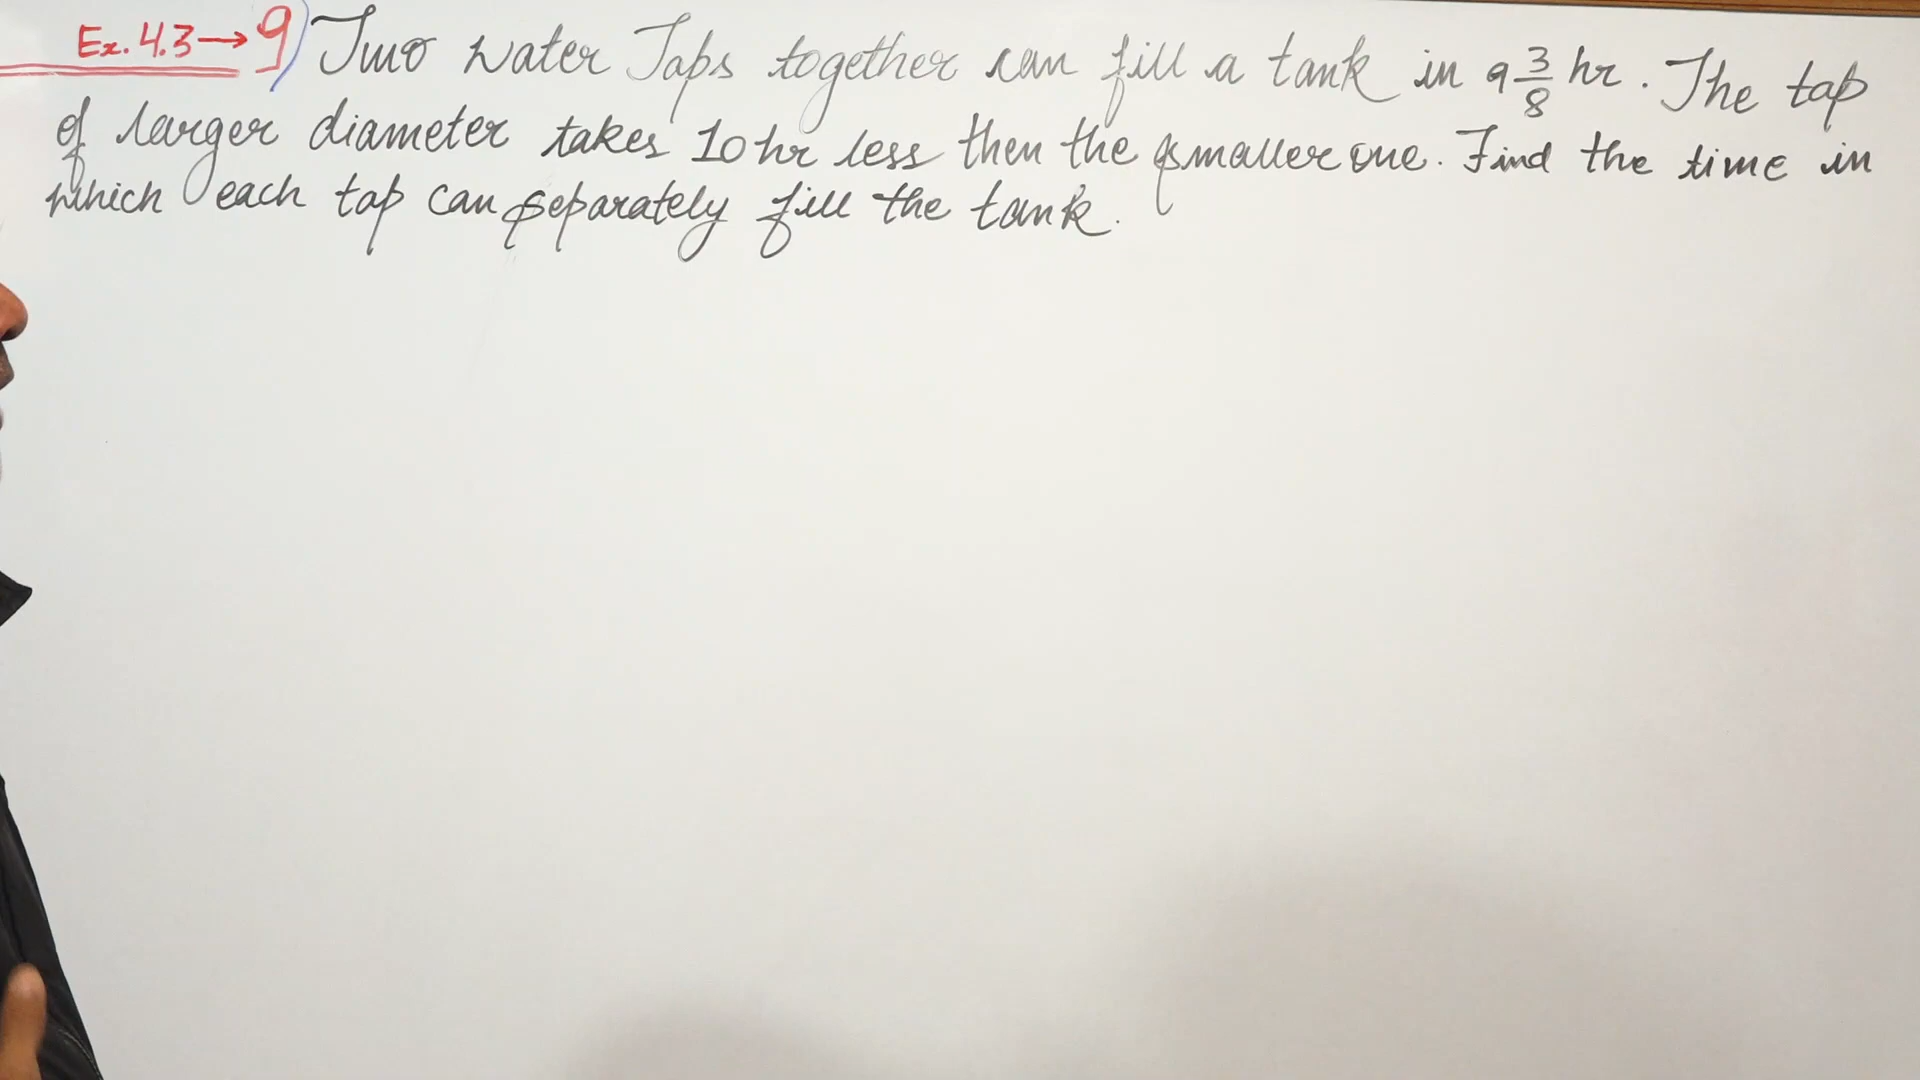 Ex. 4.3→9) Two water Taps together can fill a tank in 9 3/8 hr. The tap
of larger diameter takes 10 hr less then the smaller one. Find the time in
which each tap can separately fill the tank.